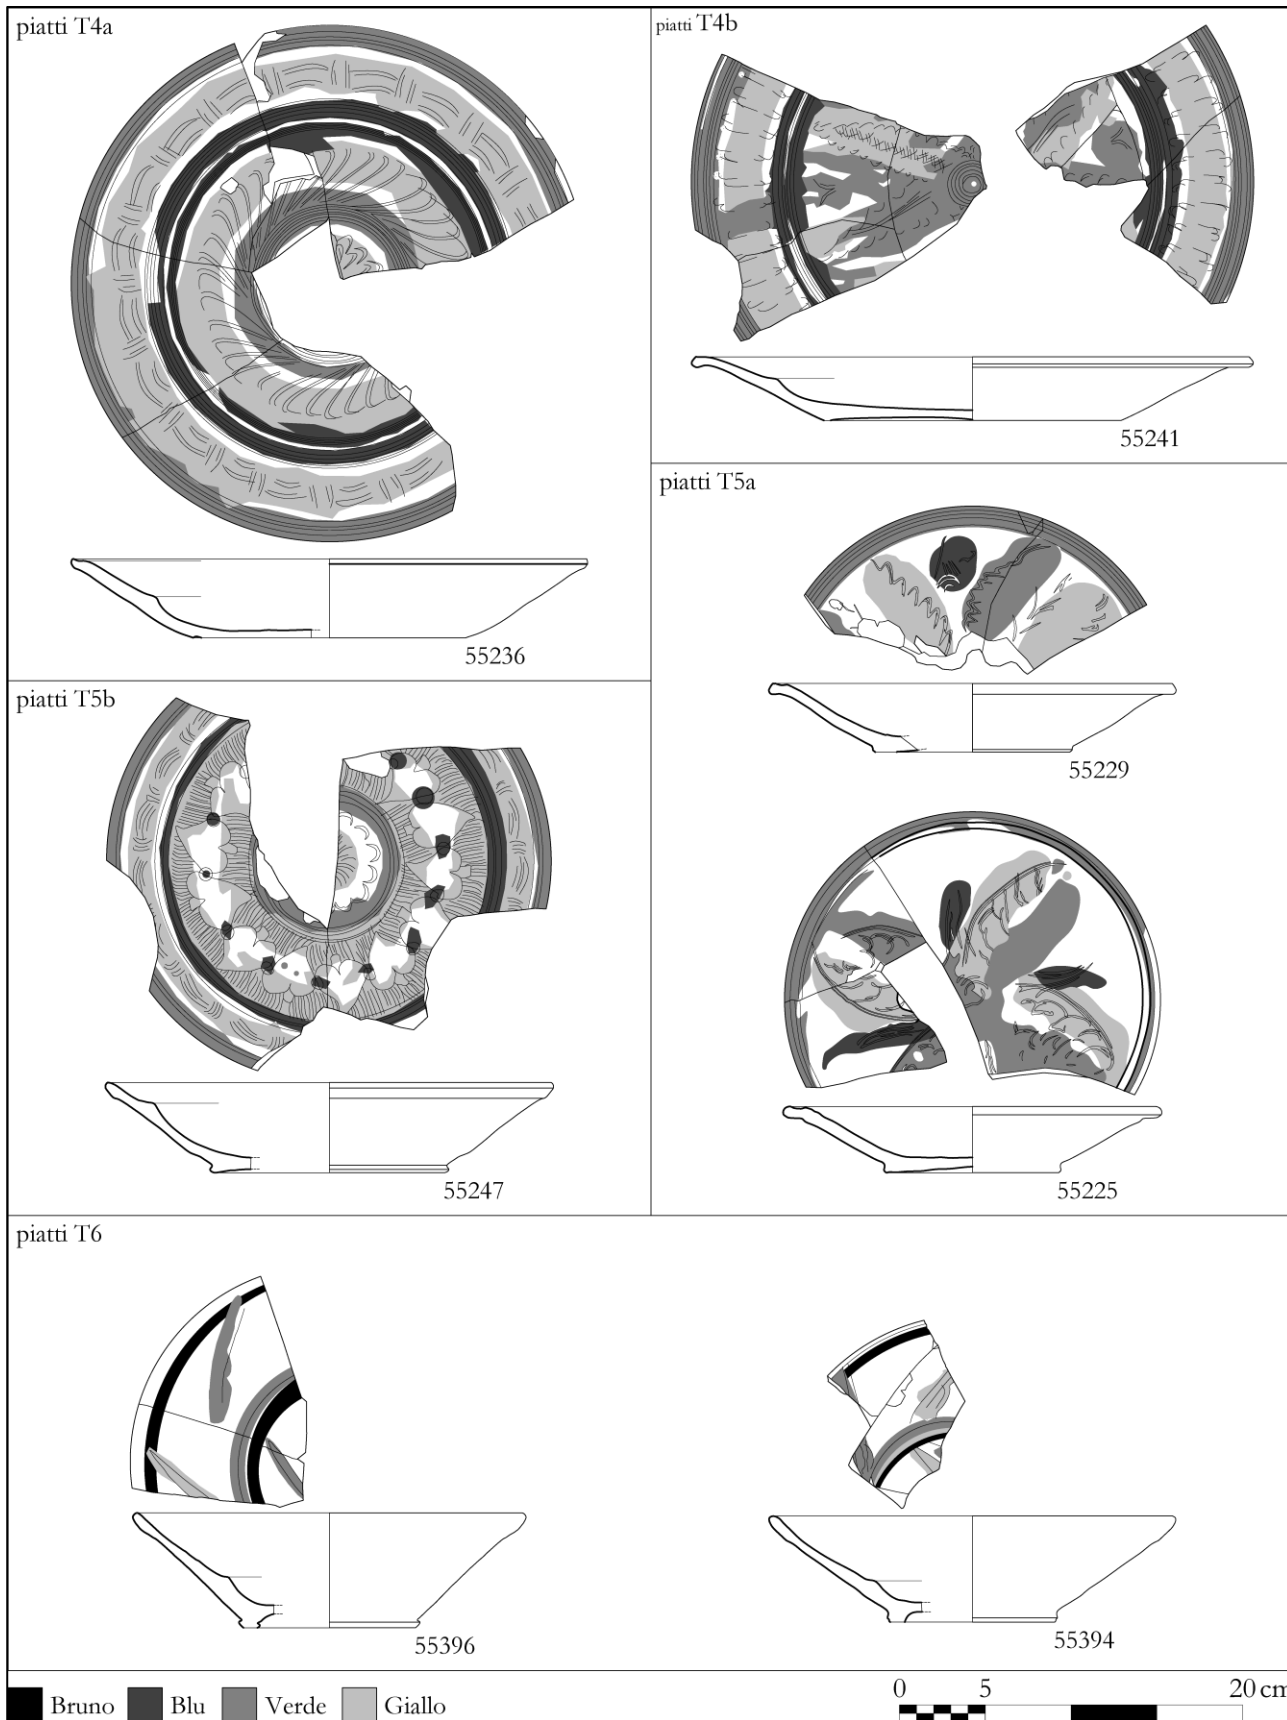 piatti T4a
55236
piatti T4b
55241
piatti T5a
55229
55225
piatti T5b
55247
piatti T6
55396
55394
Bruno Blu Verde Giallo
0 5 20 cm